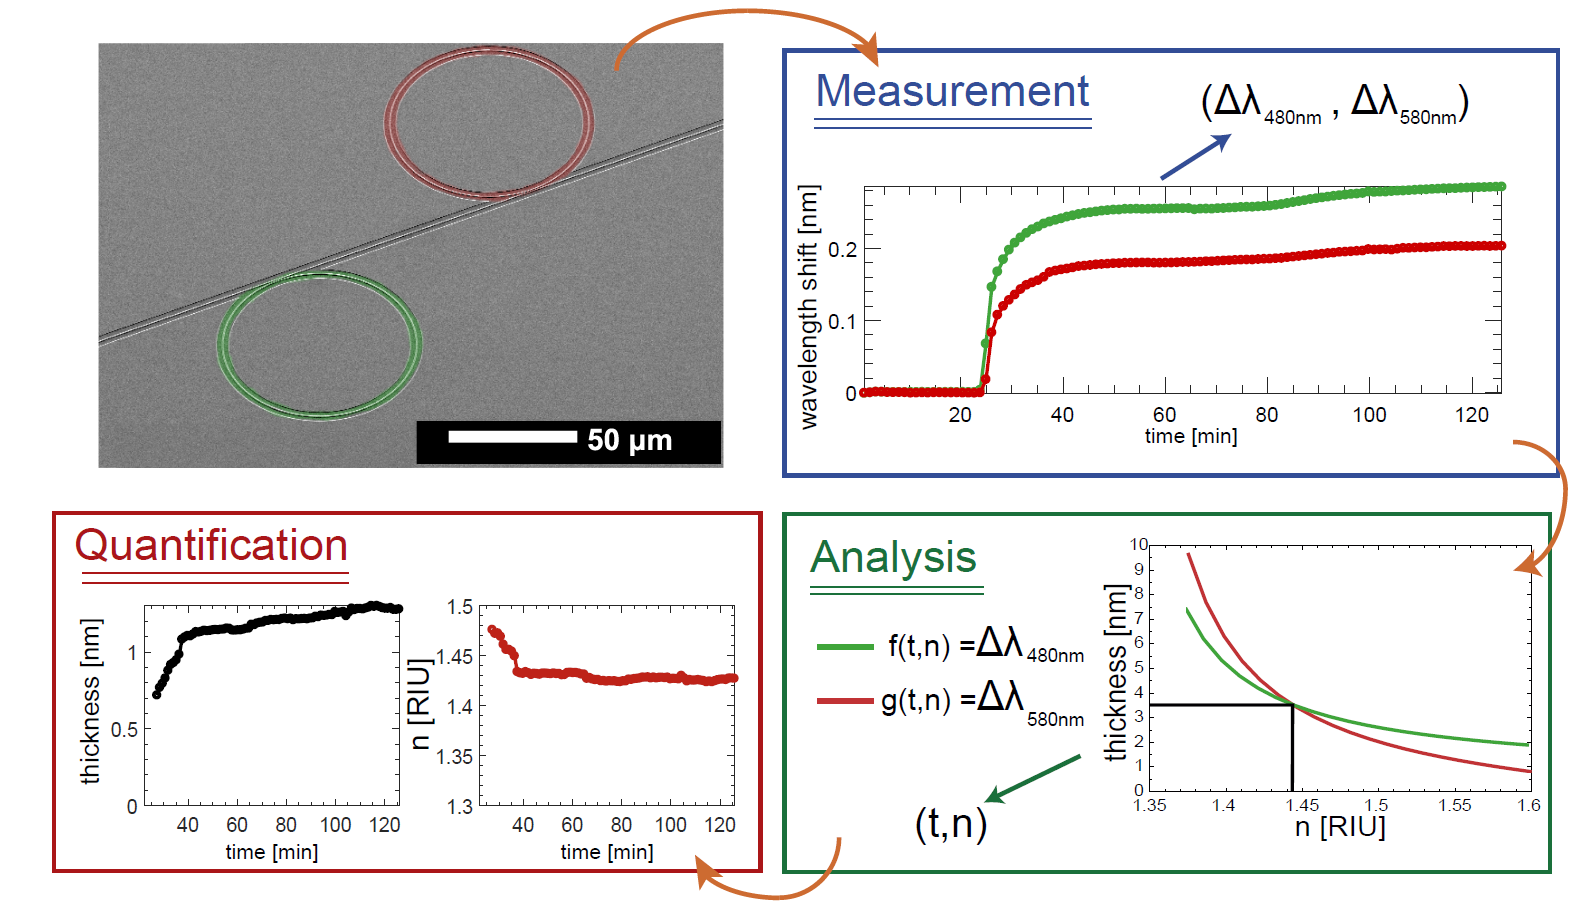 50 µm
Measurement
(Δλ480nm , Δλ580nm)
wavelength shift [nm]
0.2
0.1
0
20 40 60 80 100 120
time [min]
Quantification
thickness [nm]
1
0.5
0
40 60 80 100 120
time [min]
n [RIU]
1.5
1.45
1.4
1.35
1.3
40 60 80 100 120
time [min]
Analysis
f(t,n) =Δλ480nm
g(t,n) =Δλ580nm
(t,n)
thickness [nm]
10
9
8
7
6
5
4
3
2
1
0
1.35 1.4 1.45 1.5 1.55 1.6
n [RIU]